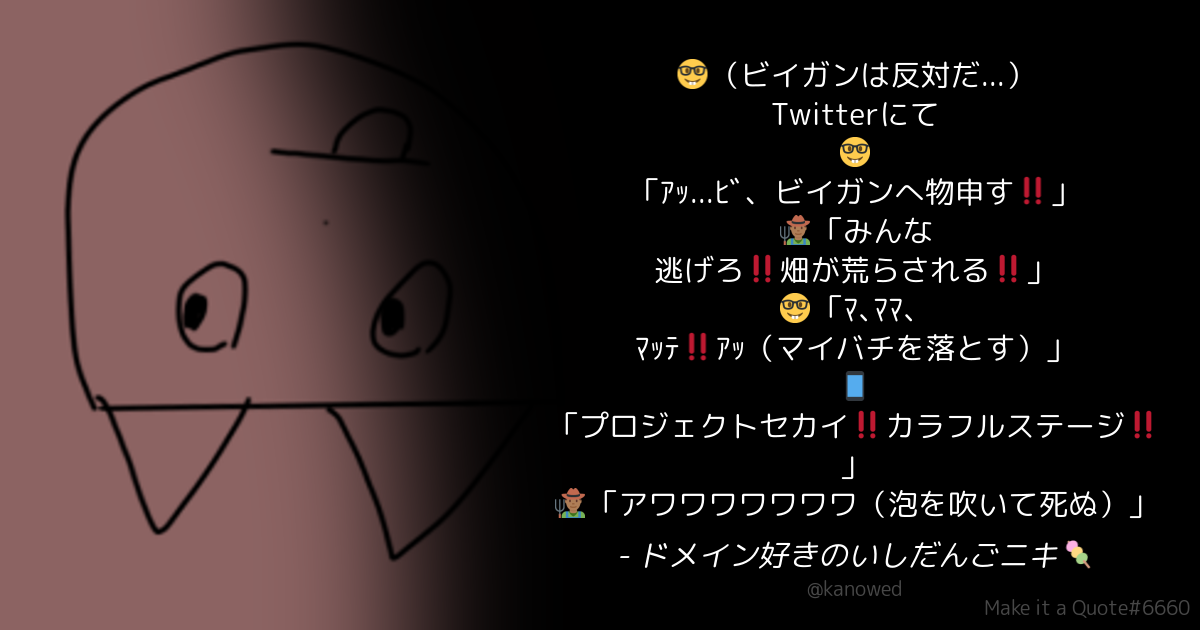 🤓（ビイガンは反対だ...）
Twitterにて
🤓
「ｱｯ...ﾋﾞ、ビイガンへ物申す‼️」
👨🏽‍🌾「みんな
逃げろ‼️畑が荒らされる‼️」
🤓「ﾏ､ﾏﾏ､
ﾏｯﾃ‼️ｱｯ（マイバチを落とす）」
📱
「プロジェクトセカイ‼️カラフルステージ‼️
」
👨🏽‍🌾「アワワワワワワワ（泡を吹いて死ぬ）」
- ドメイン好きのいしだんごニキ🍡
@kanowed
Make it a Quote#6660